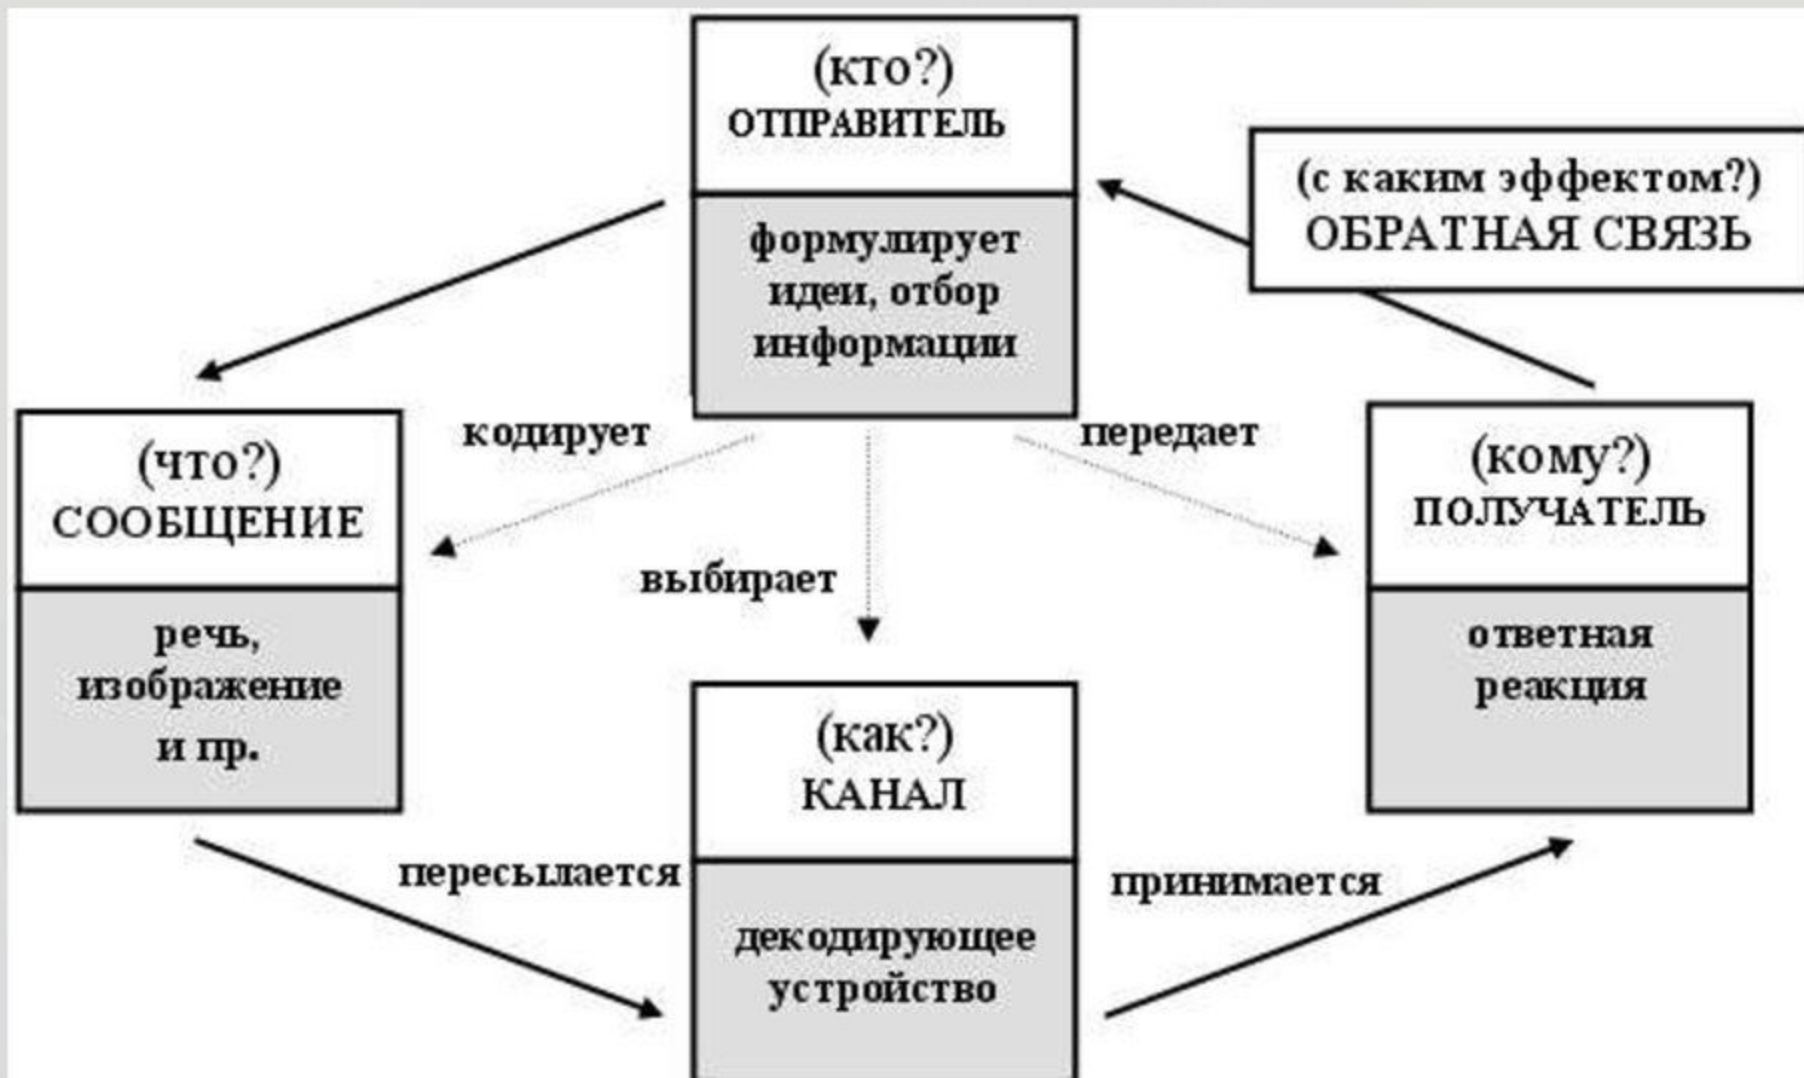 (кто?)
ОТПРАВИТЕЛЬ
формулирует
идеи, отбор
информации
(с каким эффектом?)
ОБРАТНАЯ СВЯЗЬ
кодирует
передает
выбирает
(что?)
СООБЩЕНИЕ
речь,
изображение
и пр.
(кому?)
ПОЛУЧАТЕЛЬ
ответная
реакция
(как?)
КАНАЛ
декодирующее
устройство
пересылается
принимается